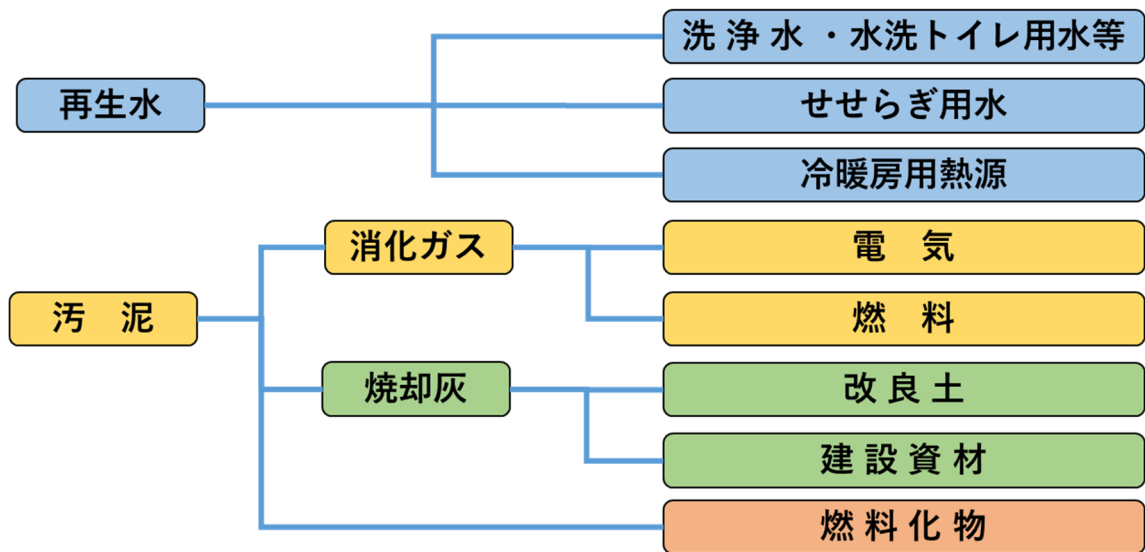 再生水
洗 浄 水 ・水洗トイレ用水等
せせらぎ用水
冷暖房用熱源
汚　泥
消化ガス
電　気
燃　料
焼却灰
改 良 土
建 設 資 材
燃 料 化 物